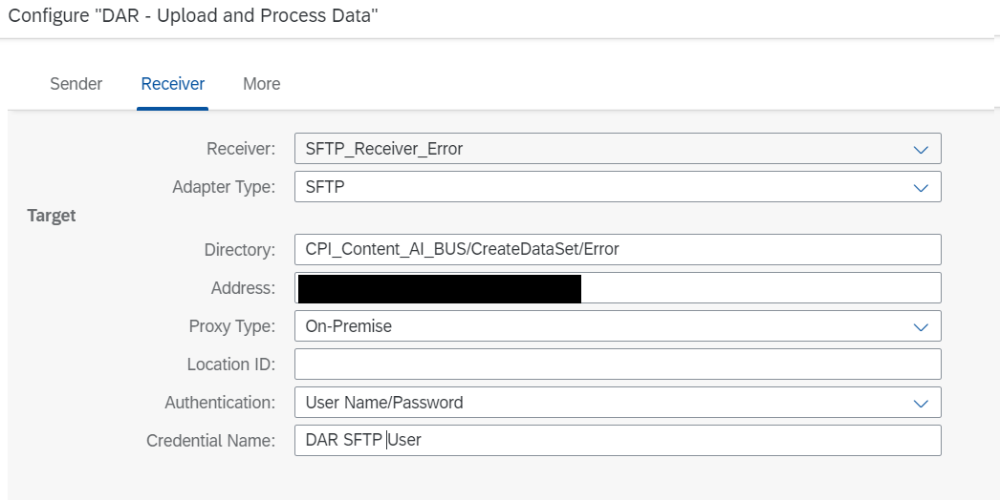 Configure "DAR - Upload and Process Data"
Sender Receiver More
Receiver: SFTP_Receiver_Error
Adapter Type: SFTP
Target
Directory: CPI_Content_AI_BUS/CreateDataSet/Error
Address:
Proxy Type: On-Premise
Location ID:
Authentication: User Name/Password
Credential Name: DAR SFTP User